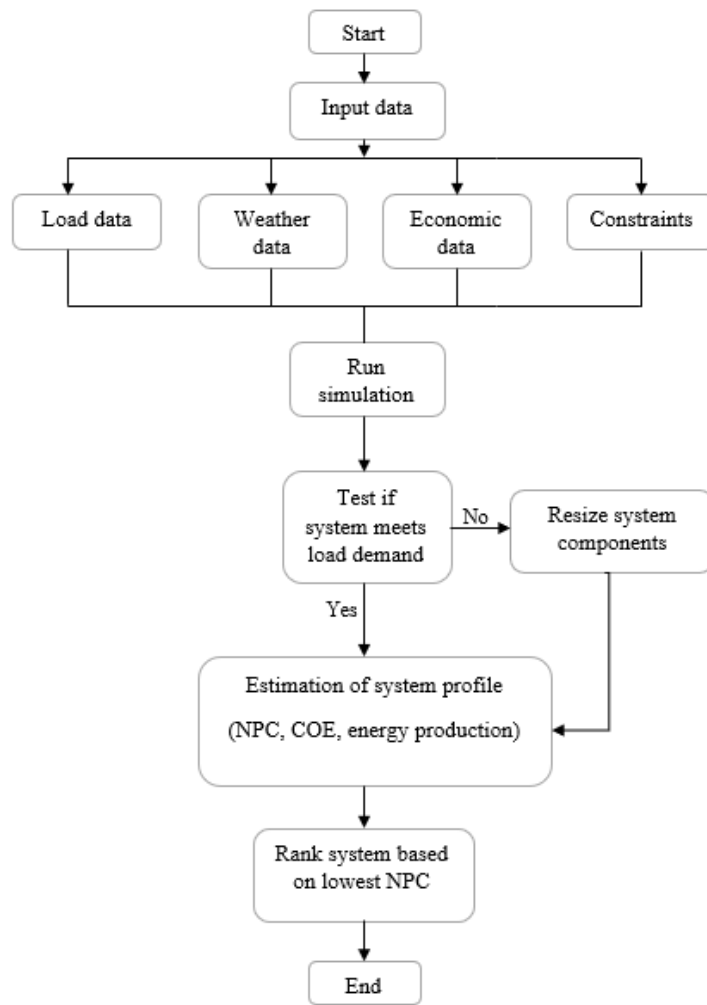 Start
Input data
Load data
Weather
data
Economic
data
Constraints
Run
simulation
Test if
system meets
load demand
No
Resize system
components
Yes
Estimation of system profile
(NPC, COE, energy production)
Rank system based
on lowest NPC
End